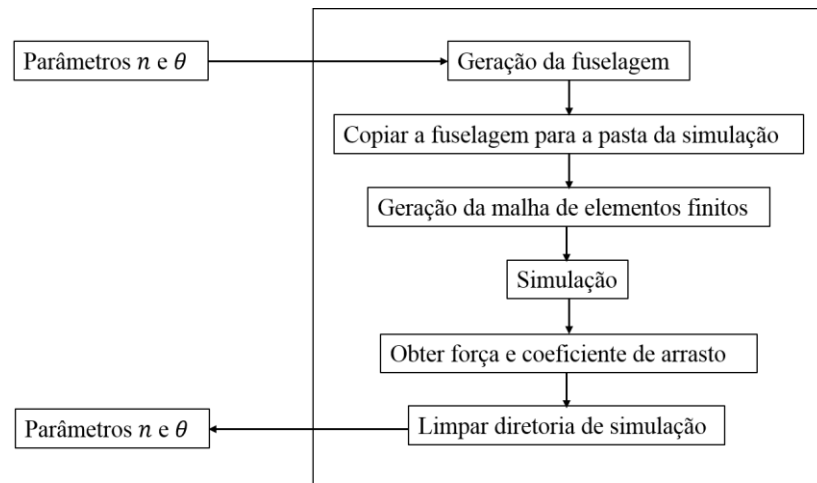 Parâmetros n e θ
Geração da fuselagem
Copiar a fuselagem para a pasta da simulação
Geração da malha de elementos finitos
Simulação
Obter força e coeficiente de arrasto
Limpar diretoria de simulação
Parâmetros n e θ